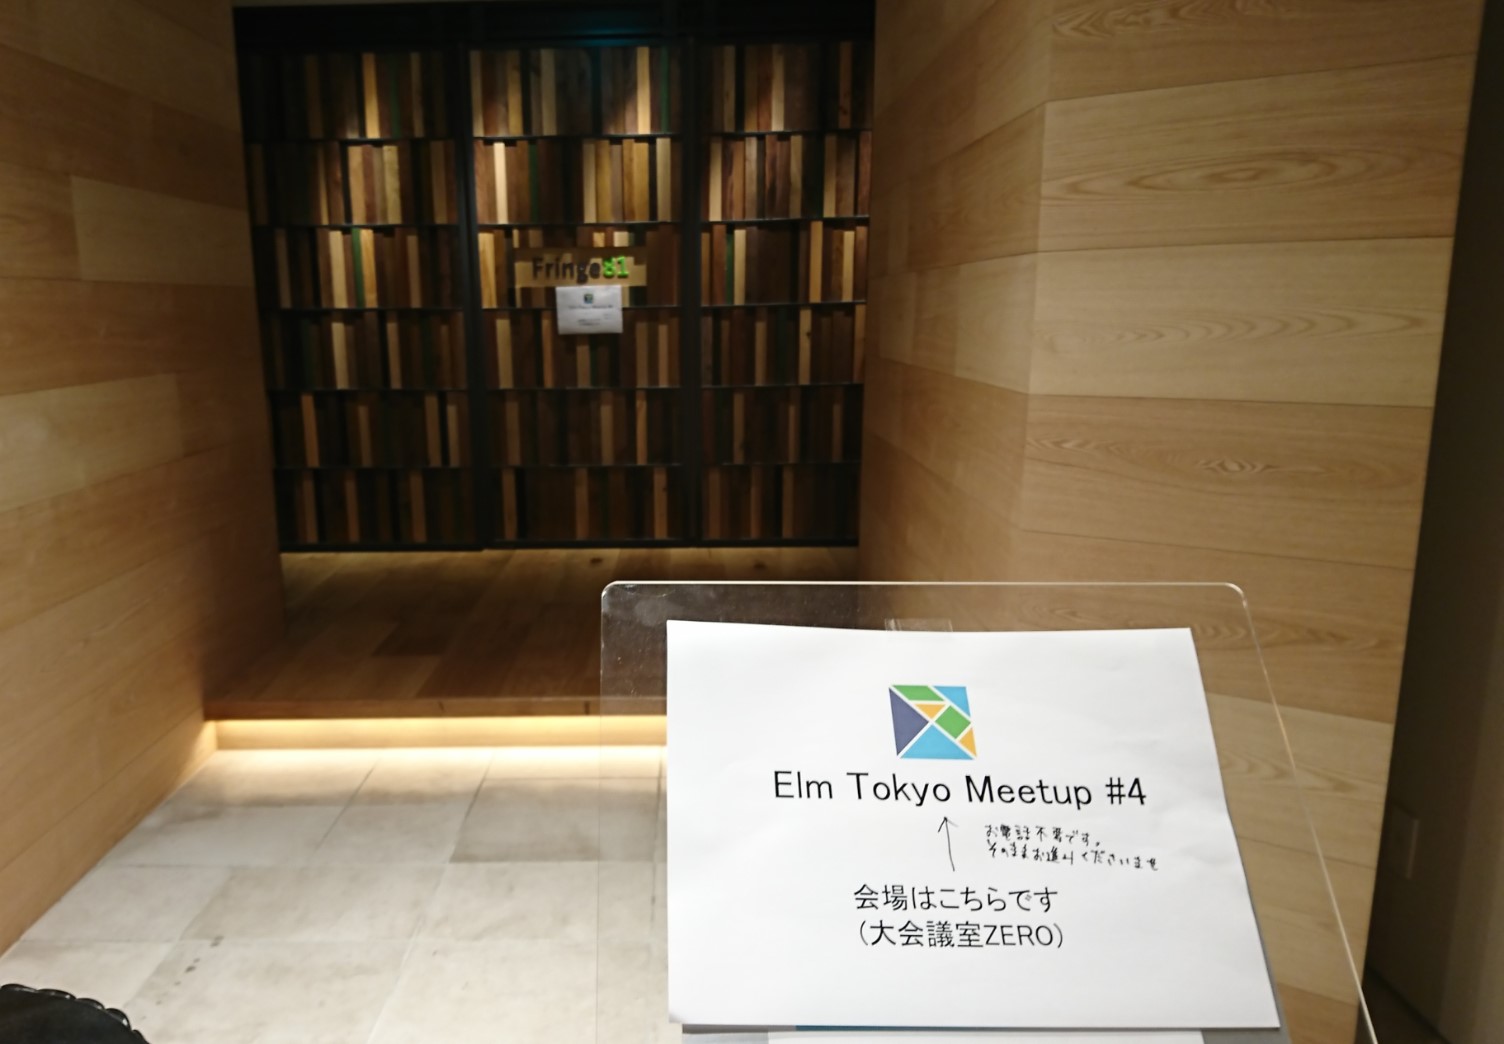 Fringe81
Elm Tokyo Meetup #4
お電話不要です。
そのままお進みくださいませ
会場はこちらです
(大会議室ZERO)